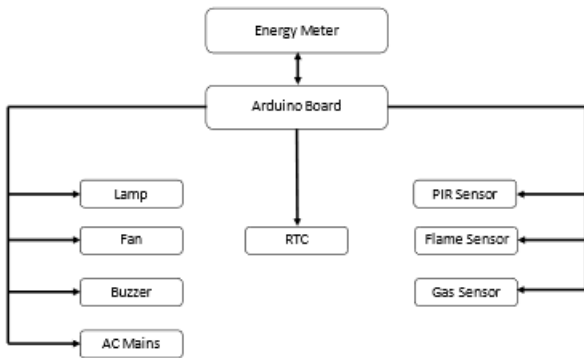 Energy Meter
Arduino Board
Lamp
Fan
Buzzer
AC Mains
RTC
PIR Sensor
Flame Sensor
Gas Sensor